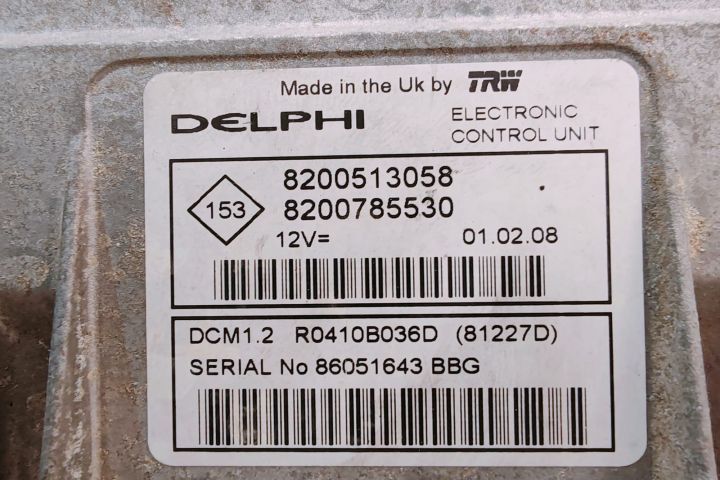 Made in the Uk by TRW
DELPHI
ELECTRONIC
CONTROL UNIT
153
8200513058
8200785530
12V=
01.02.08
DCM1.2 R0410B036D (81227D)
SERIAL No 86051643 BBG